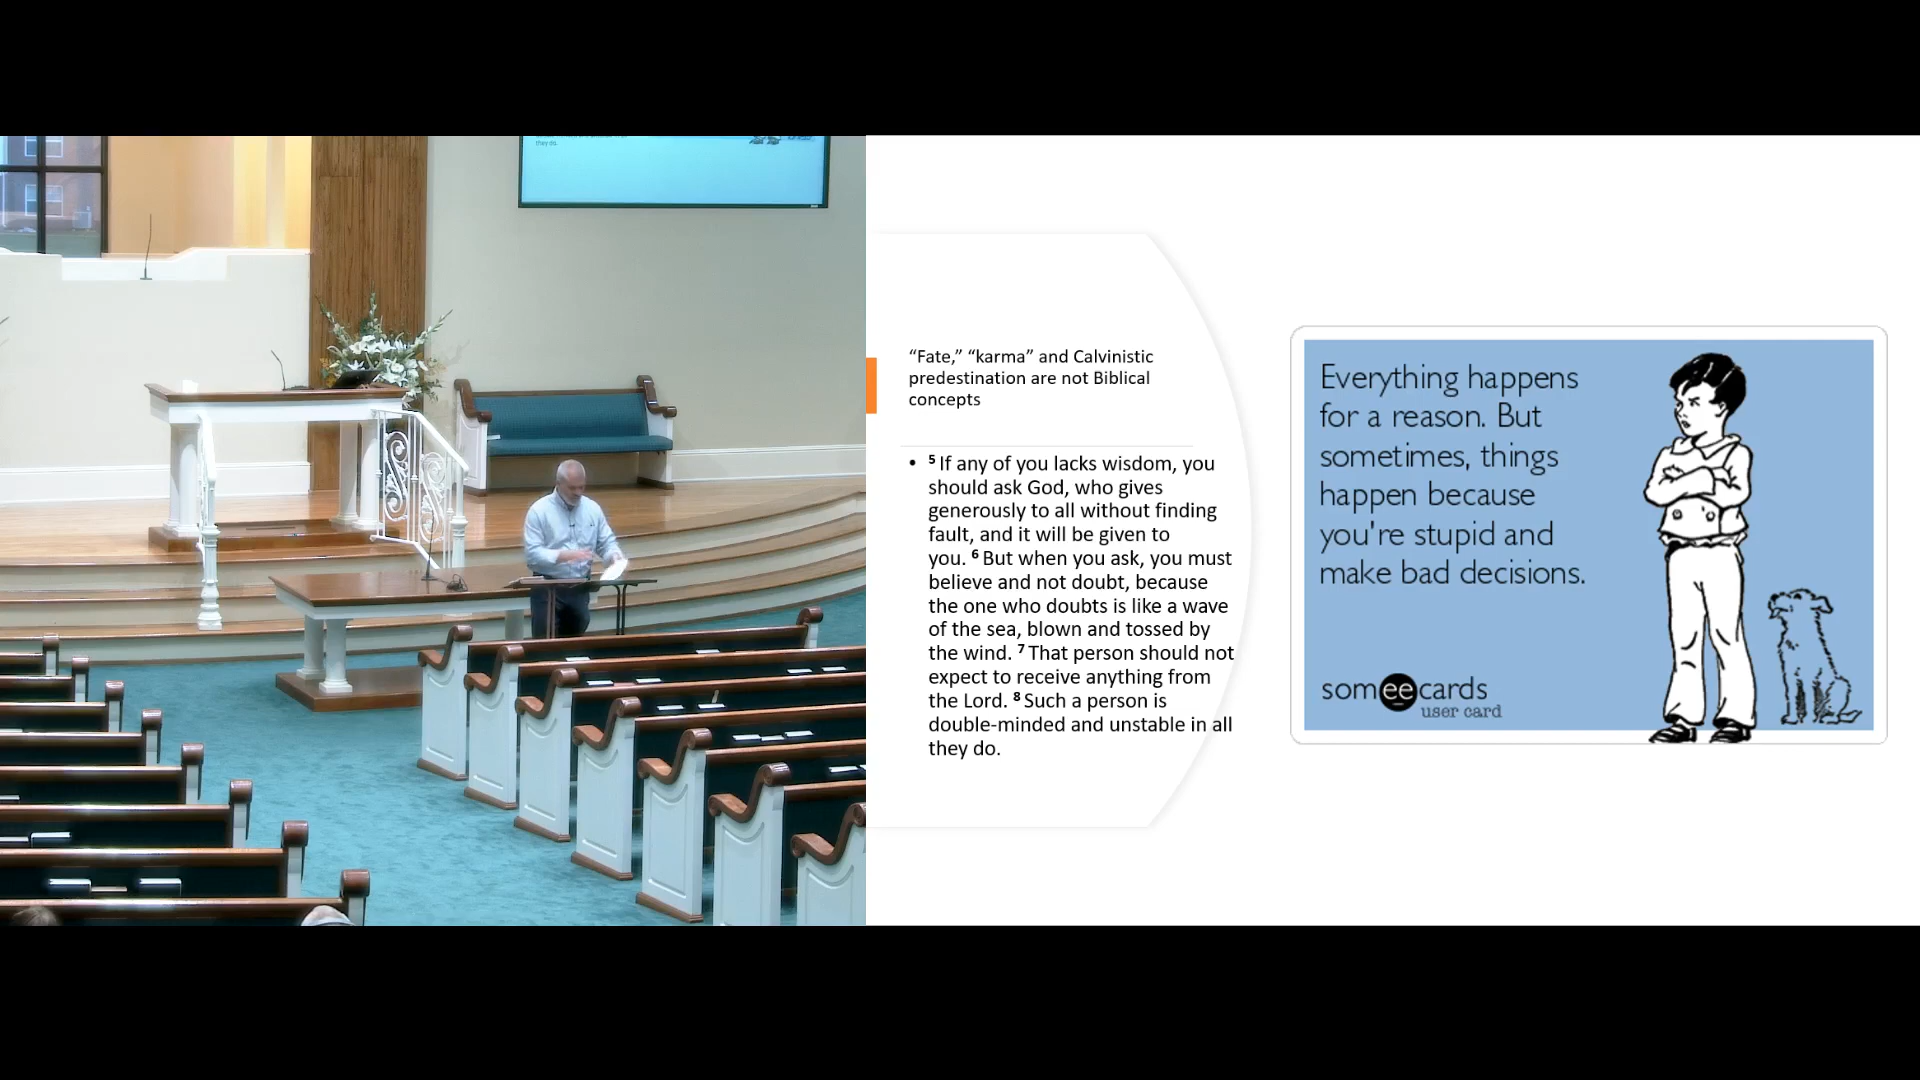 they do.
“Fate,” “karma” and Calvinistic
predestination are not Biblical
concepts
• ⁵ If any of you lacks wisdom, you
should ask God, who gives
generously to all without finding
fault, and it will be given to
you. ⁶ But when you ask, you must
believe and not doubt, because
the one who doubts is like a wave
of the sea, blown and tossed by
the wind. ⁷ That person should not
expect to receive anything from
the Lord. ⁸ Such a person is
double-minded and unstable in all
they do.
Everything happens
for a reason. But
sometimes, things
happen because
you're stupid and
make bad decisions.
someecards
user card